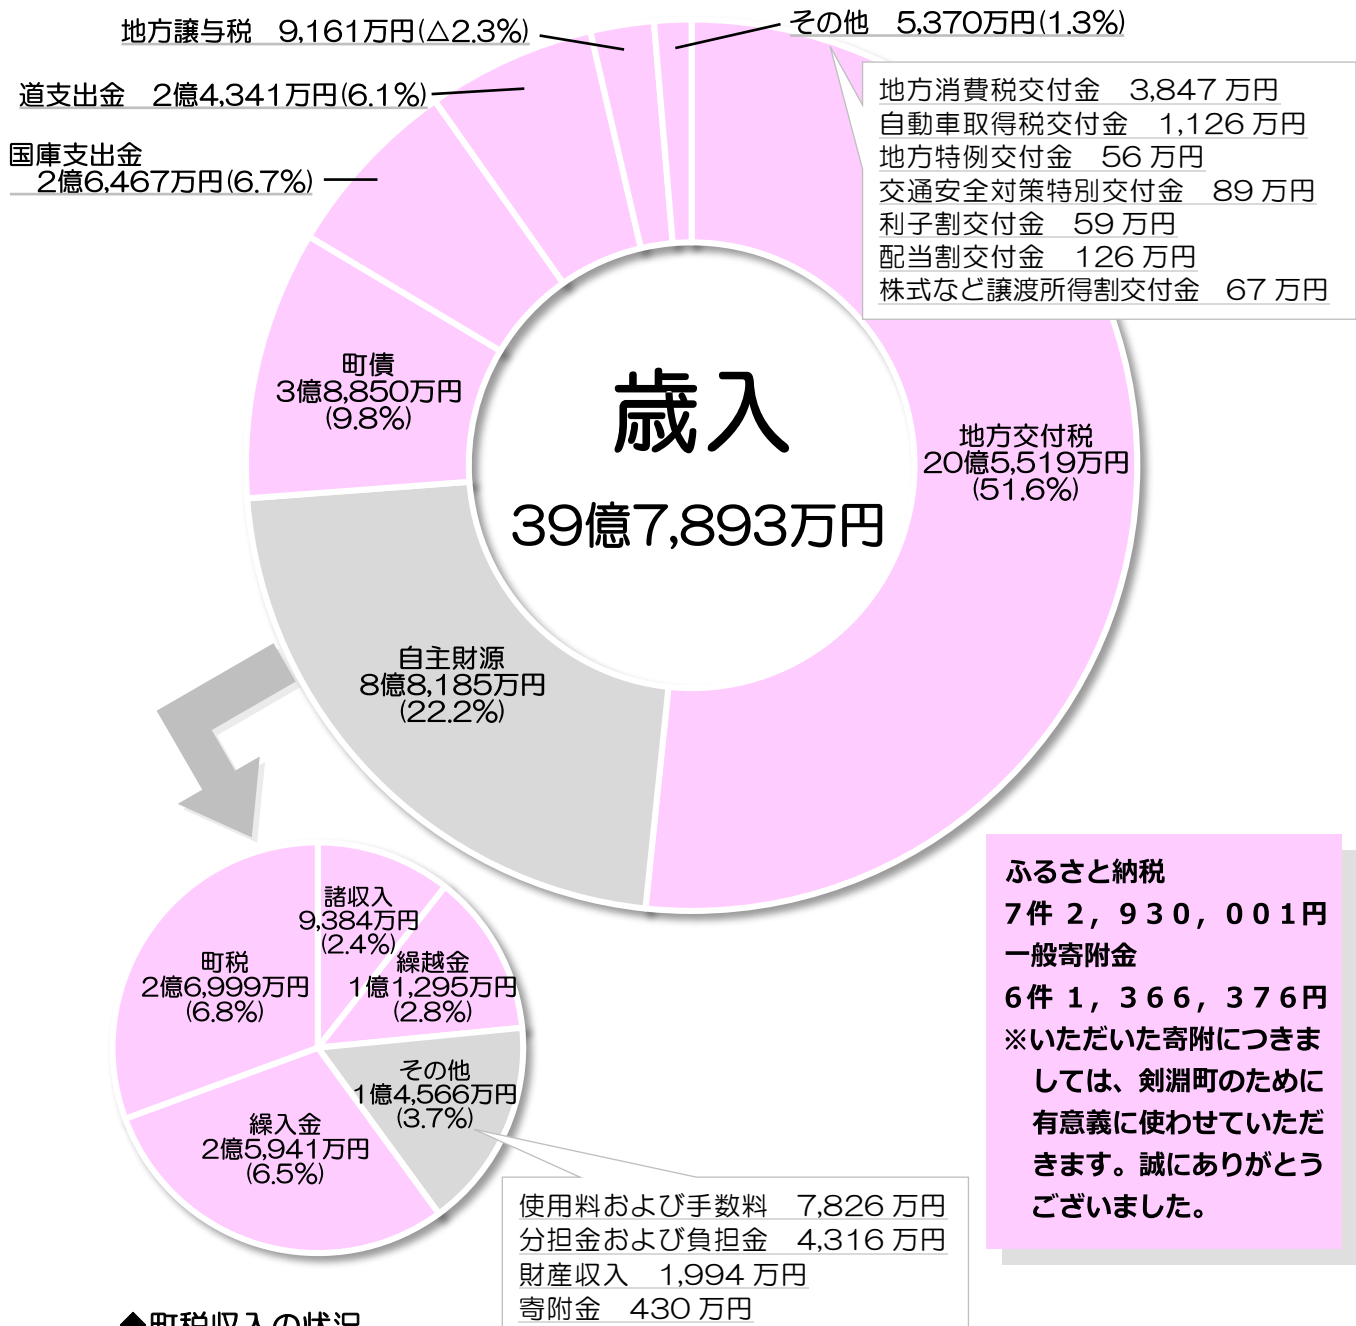 地方譲与税　9,161万円(△2.3%)
その他　5,370万円(1.3%)
道支出金　2億4,341万円(6.1%)
国庫支出金
2億6,467万円(6.7%)
地方消費税交付金　3,847 万円
自動車取得税交付金　1,126 万円
地方特例交付金　56 万円
交通安全対策特別交付金　89 万円
利子割交付金　59 万円
配当割交付金　126 万円
株式など譲渡所得割交付金　67 万円
町債
3億8,850万円
(9.8%)
歳入
39億7,893万円
地方交付税
20億5,519万円
(51.6%)
自主財源
8億8,185万円
(22.2%)
諸収入
9,384万円
(2.4%)
町税
2億6,999万円
(6.8%)
繰越金
1億1,295万円
(2.8%)
その他
1億4,566万円
(3.7%)
繰入金
2億5,941万円
(6.5%)
使用料および手数料　7,826 万円
分担金および負担金　4,316 万円
財産収入　1,994 万円
寄附金　430 万円
ふるさと納税
7件 2，９３０，００１円
一般寄附金
6件 1，３６６，３７６円
※いただいた寄附につきま
しては、剣淵町のために
有意義に使わせていただ
きます。誠にありがとう
ございました。
◆町税収入の状況